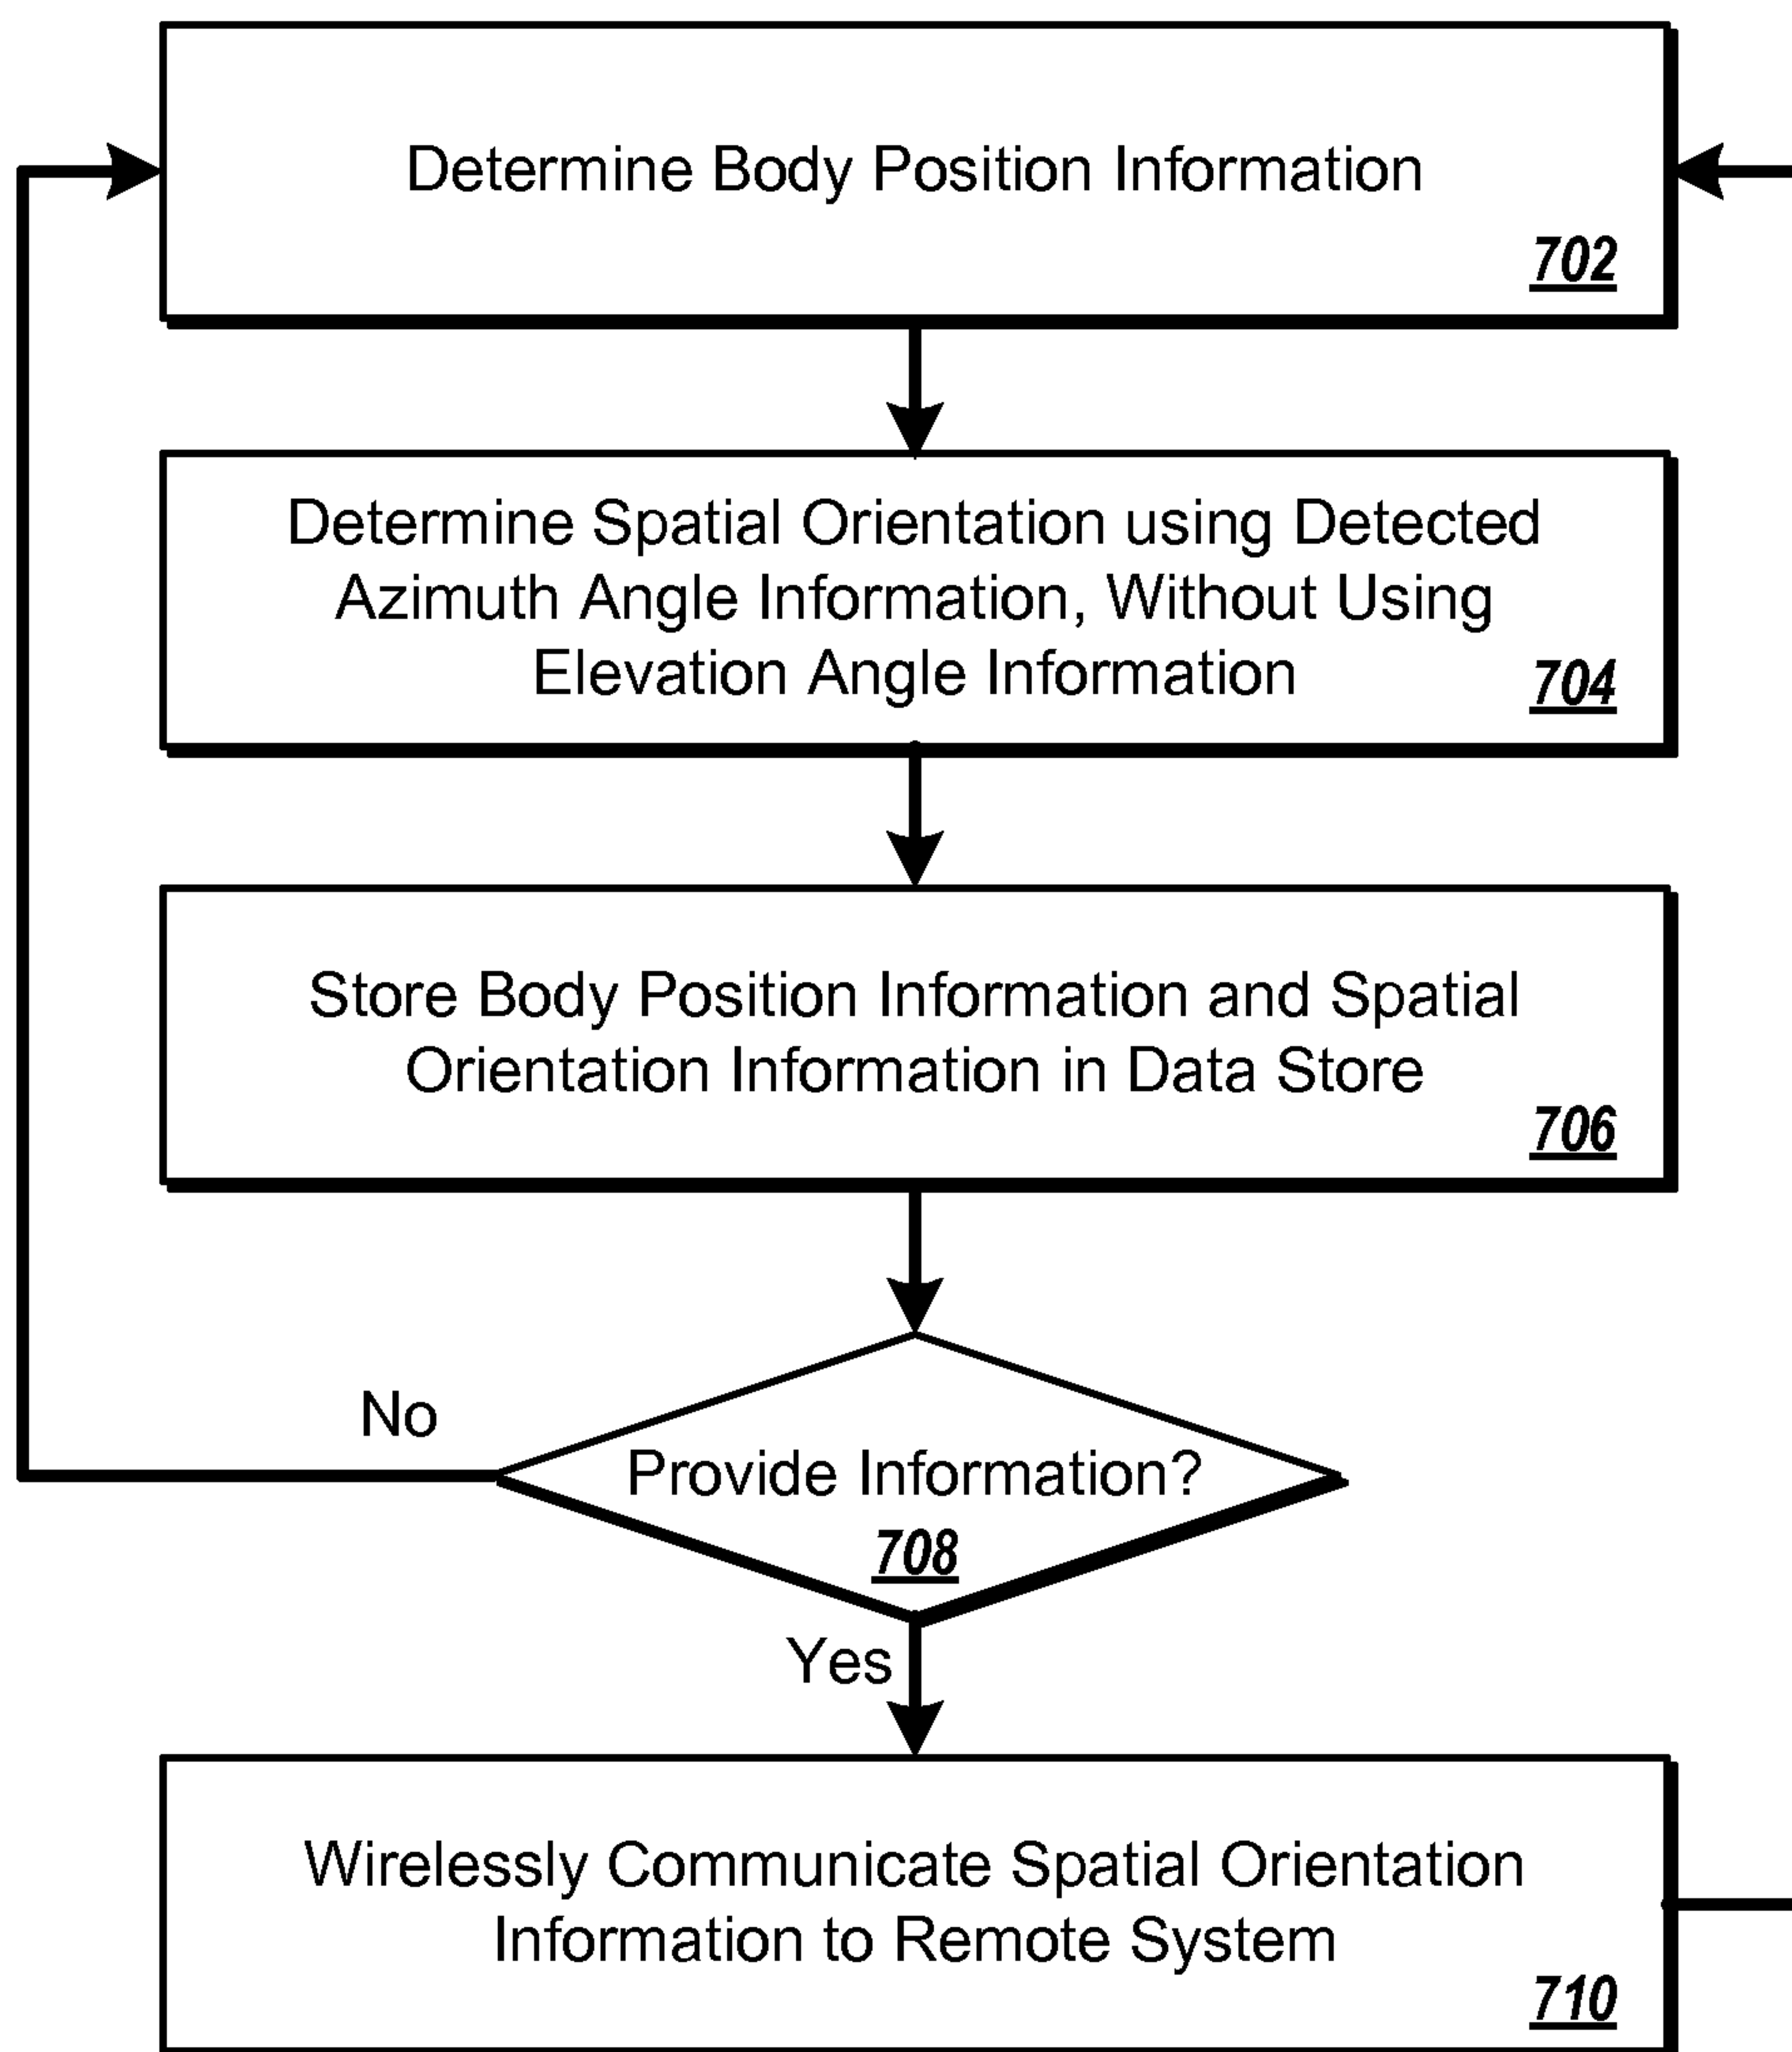 Determine Body Position Information
702
Determine Spatial Orientation using Detected
Azimuth Angle Information, Without Using
Elevation Angle Information
704
Store Body Position Information and Spatial
Orientation Information in Data Store
706
No
Provide Information?
708
Yes
Wirelessly Communicate Spatial Orientation
Information to Remote System
710